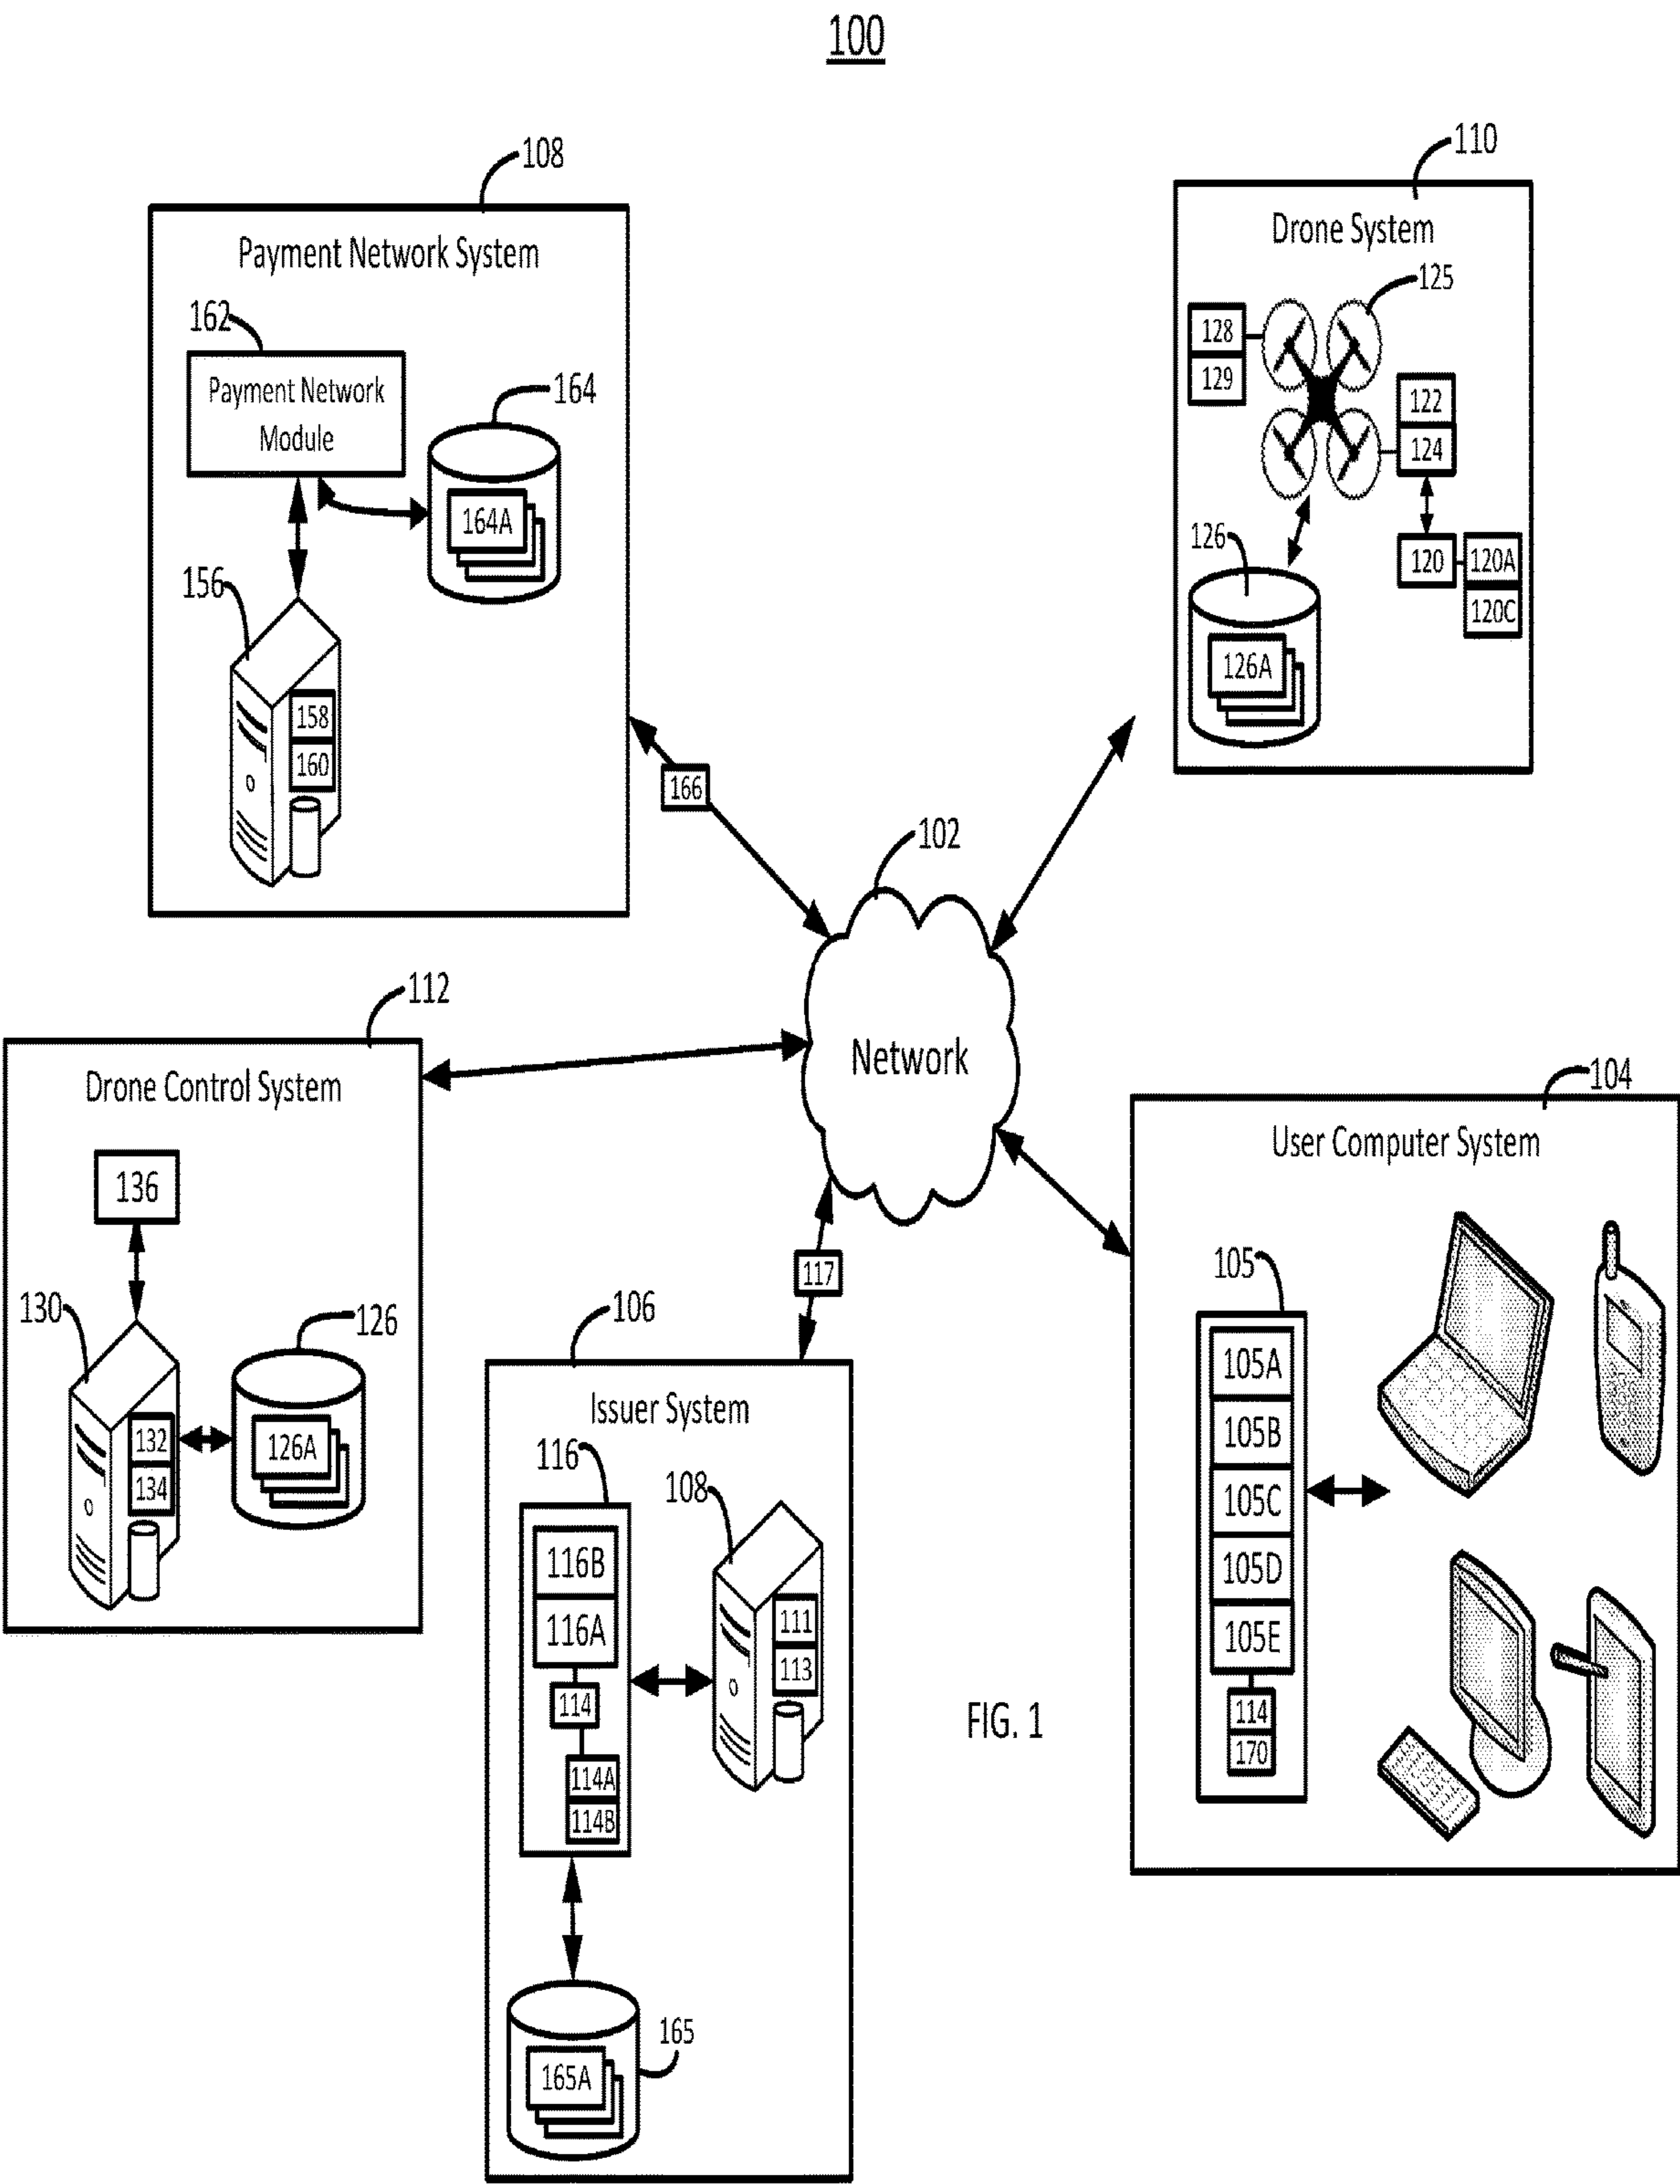 100
108
Payment Network System
162
Payment Network
Module
164
164A
156
158
160
166
110
Drone System
125
128
129
122
124
120
120A
120C
126
126A
102
Network
112
Drone Control System
136
130
132
134
126
126A
117
106
Issuer System
116
116B
116A
114
114A
114B
108
111
113
165
165A
104
User Computer System
105
105A
105B
105C
105D
105E
114
170
FIG. 1